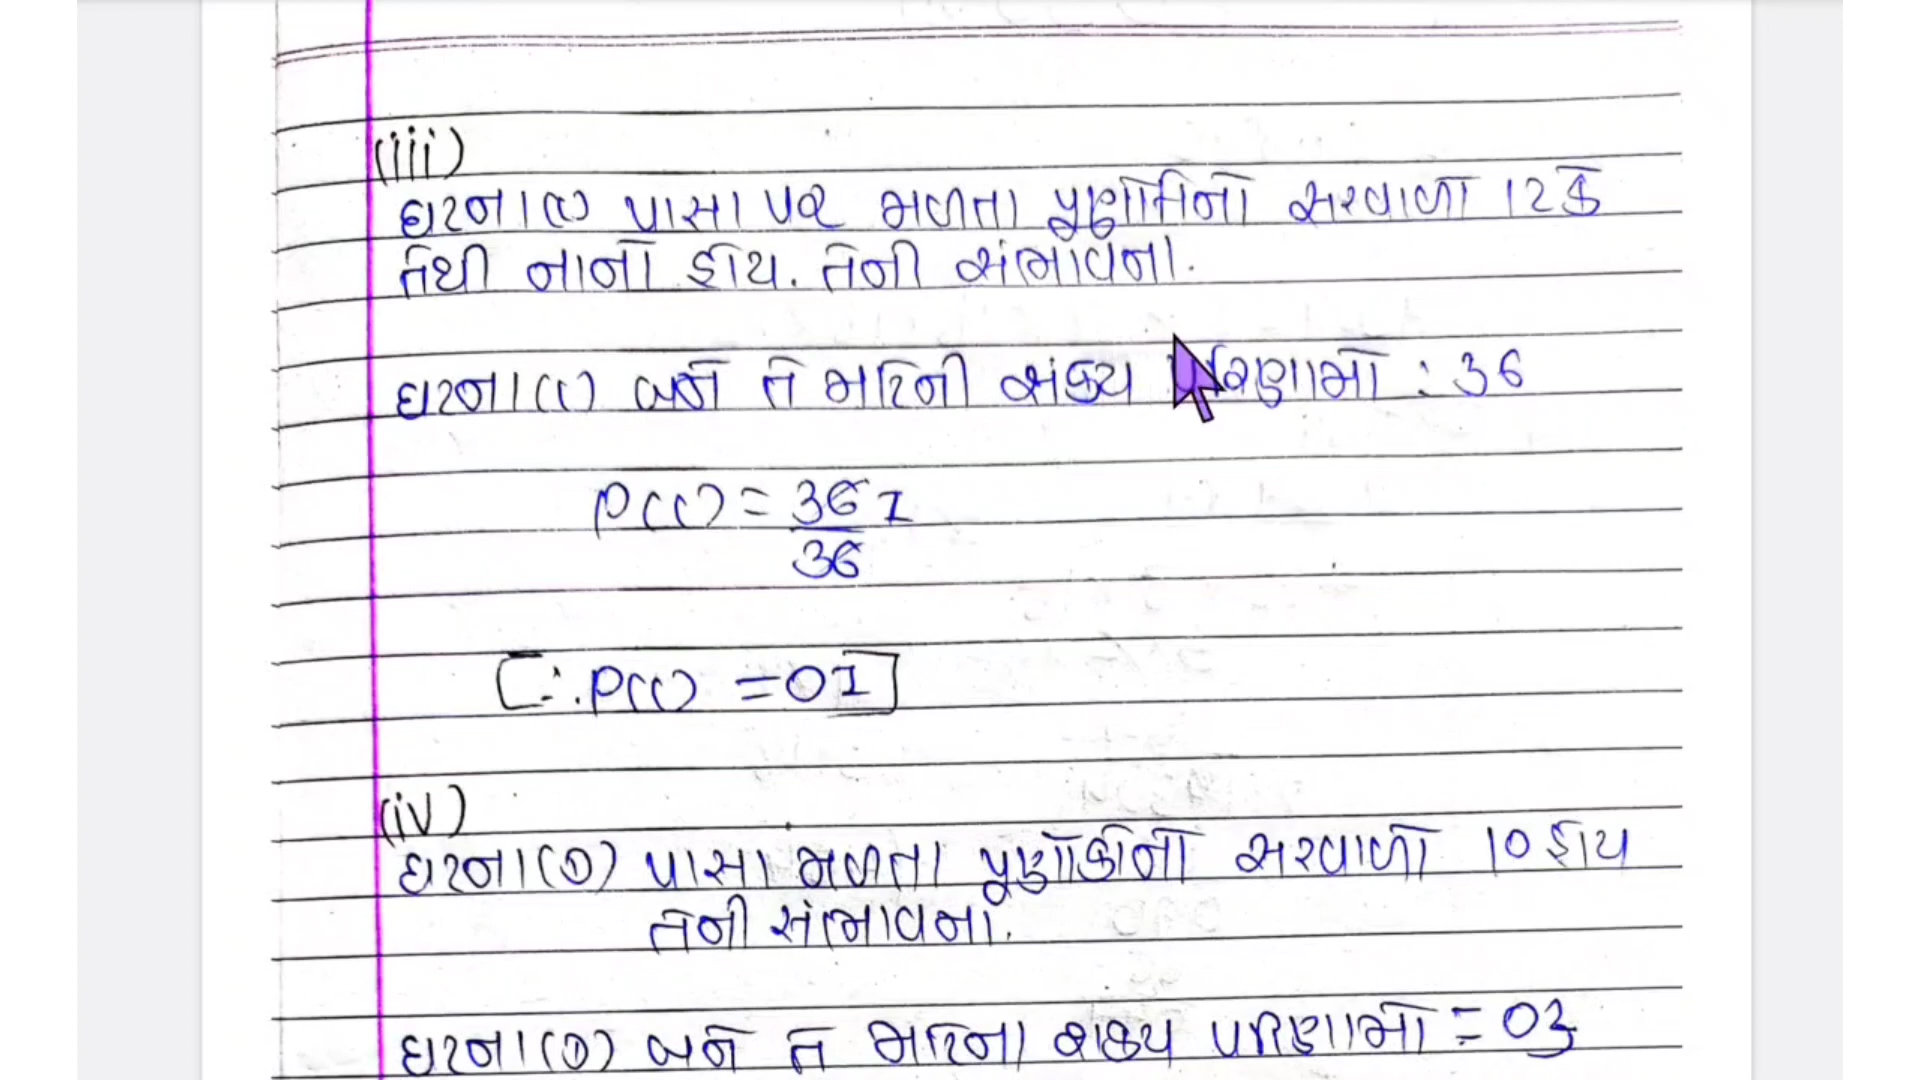 (iii)
ઘટના(c) પાસા પર મળતા પૂર્ણાંકોનો સરવાળો 12 કે
તેથી નાનો હોય. તેની સંભાવના.
ઘટના(c) બને તે માટેની શક્ય પરિણામો : 36
P(c) = 36 1
36
∴ P(c) = 01
(iv)
ઘટના(D) પાસા મળતા પૂર્ણાંકોનો સરવાળો 10 હોય
તેની સંભાવના.
ઘટના(D) બને તે માટેના શક્ય પરિણામો = 03